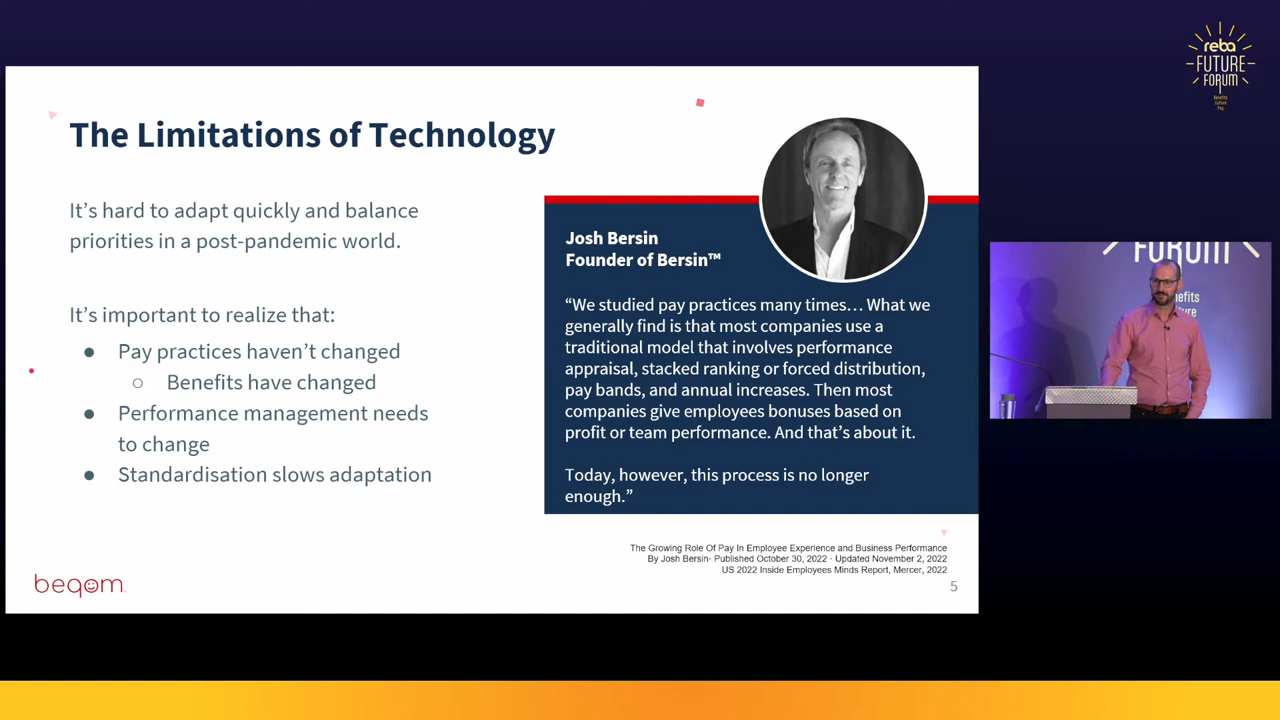 reba
FUTURE
FORUM
Benefits
Culture
Pay
The Limitations of Technology
It’s hard to adapt quickly and balance
priorities in a post-pandemic world.
It’s important to realize that:
● Pay practices haven’t changed
○ Benefits have changed
● Performance management needs
to change
● Standardisation slows adaptation
Josh Bersin
Founder of Bersin™
“We studied pay practices many times… What we
generally find is that most companies use a
traditional model that involves performance
appraisal, stacked ranking or forced distribution,
pay bands, and annual increases. Then most
companies give employees bonuses based on
profit or team performance. And that’s about it.
Today, however, this process is no longer
enough.”
The Growing Role Of Pay In Employee Experience and Business Performance
By Josh Bersin· Published October 30, 2022 · Updated November 2, 2022
US 2022 Inside Employees Minds Report, Mercer, 2022
5
beqom
FORUM
nefits
lture